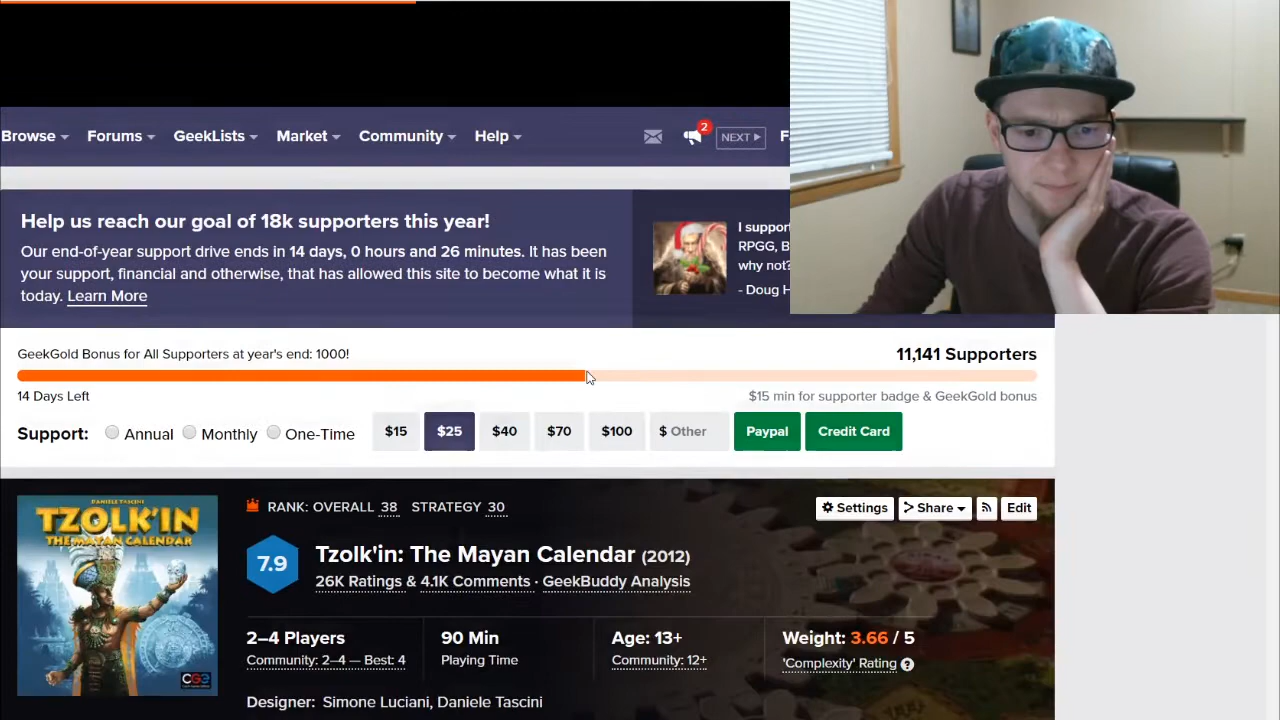 Browse Forums GeekLists Market Community Help 2 NEXT
Help us reach our goal of 18k supporters this year!
Our end-of-year support drive ends in 14 days, 0 hours and 26 minutes. It has been
your support, financial and otherwise, that has allowed this site to become what it is
today. Learn More
I suppor
RPGG, B
why not?
- Doug H
GeekGold Bonus for All Supporters at year's end: 1000!
11,141 Supporters
14 Days Left
$15 min for supporter badge & GeekGold bonus
Support: Annual Monthly One-Time $15 $25 $40 $70 $100 $ Other Paypal Credit Card
DANIELE TASCINI
TZOLK'IN
THE MAYAN CALENDAR
CGE
RANK: OVERALL 38 STRATEGY 30
Settings Share Edit
7.9
Tzolk'in: The Mayan Calendar (2012)
26K Ratings & 4.1K Comments · GeekBuddy Analysis
2–4 Players 90 Min Age: 13+ Weight: 3.66 / 5
Community: 2–4 — Best: 4 Playing Time Community: 12+ 'Complexity' Rating ?
Designer: Simone Luciani, Daniele Tascini